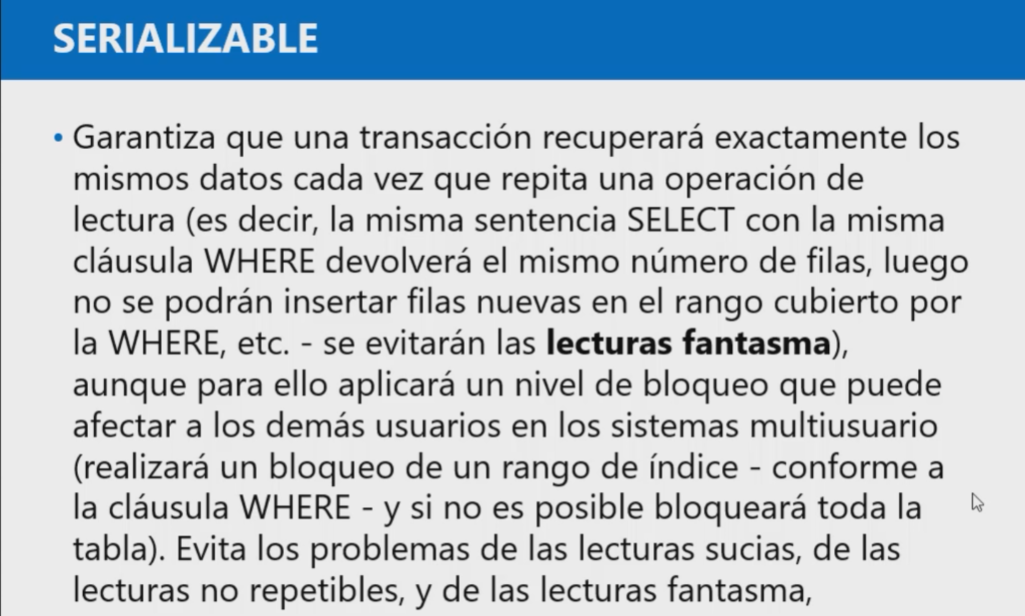 SERIALIZABLE
• Garantiza que una transacción recuperará exactamente los
mismos datos cada vez que repita una operación de
lectura (es decir, la misma sentencia SELECT con la misma
cláusula WHERE devolverá el mismo número de filas, luego
no se podrán insertar filas nuevas en el rango cubierto por
la WHERE, etc. - se evitarán las lecturas fantasma),
aunque para ello aplicará un nivel de bloqueo que puede
afectar a los demás usuarios en los sistemas multiusuario
(realizará un bloqueo de un rango de índice - conforme a
la cláusula WHERE - y si no es posible bloqueará toda la
tabla). Evita los problemas de las lecturas sucias, de las
lecturas no repetibles, y de las lecturas fantasma,